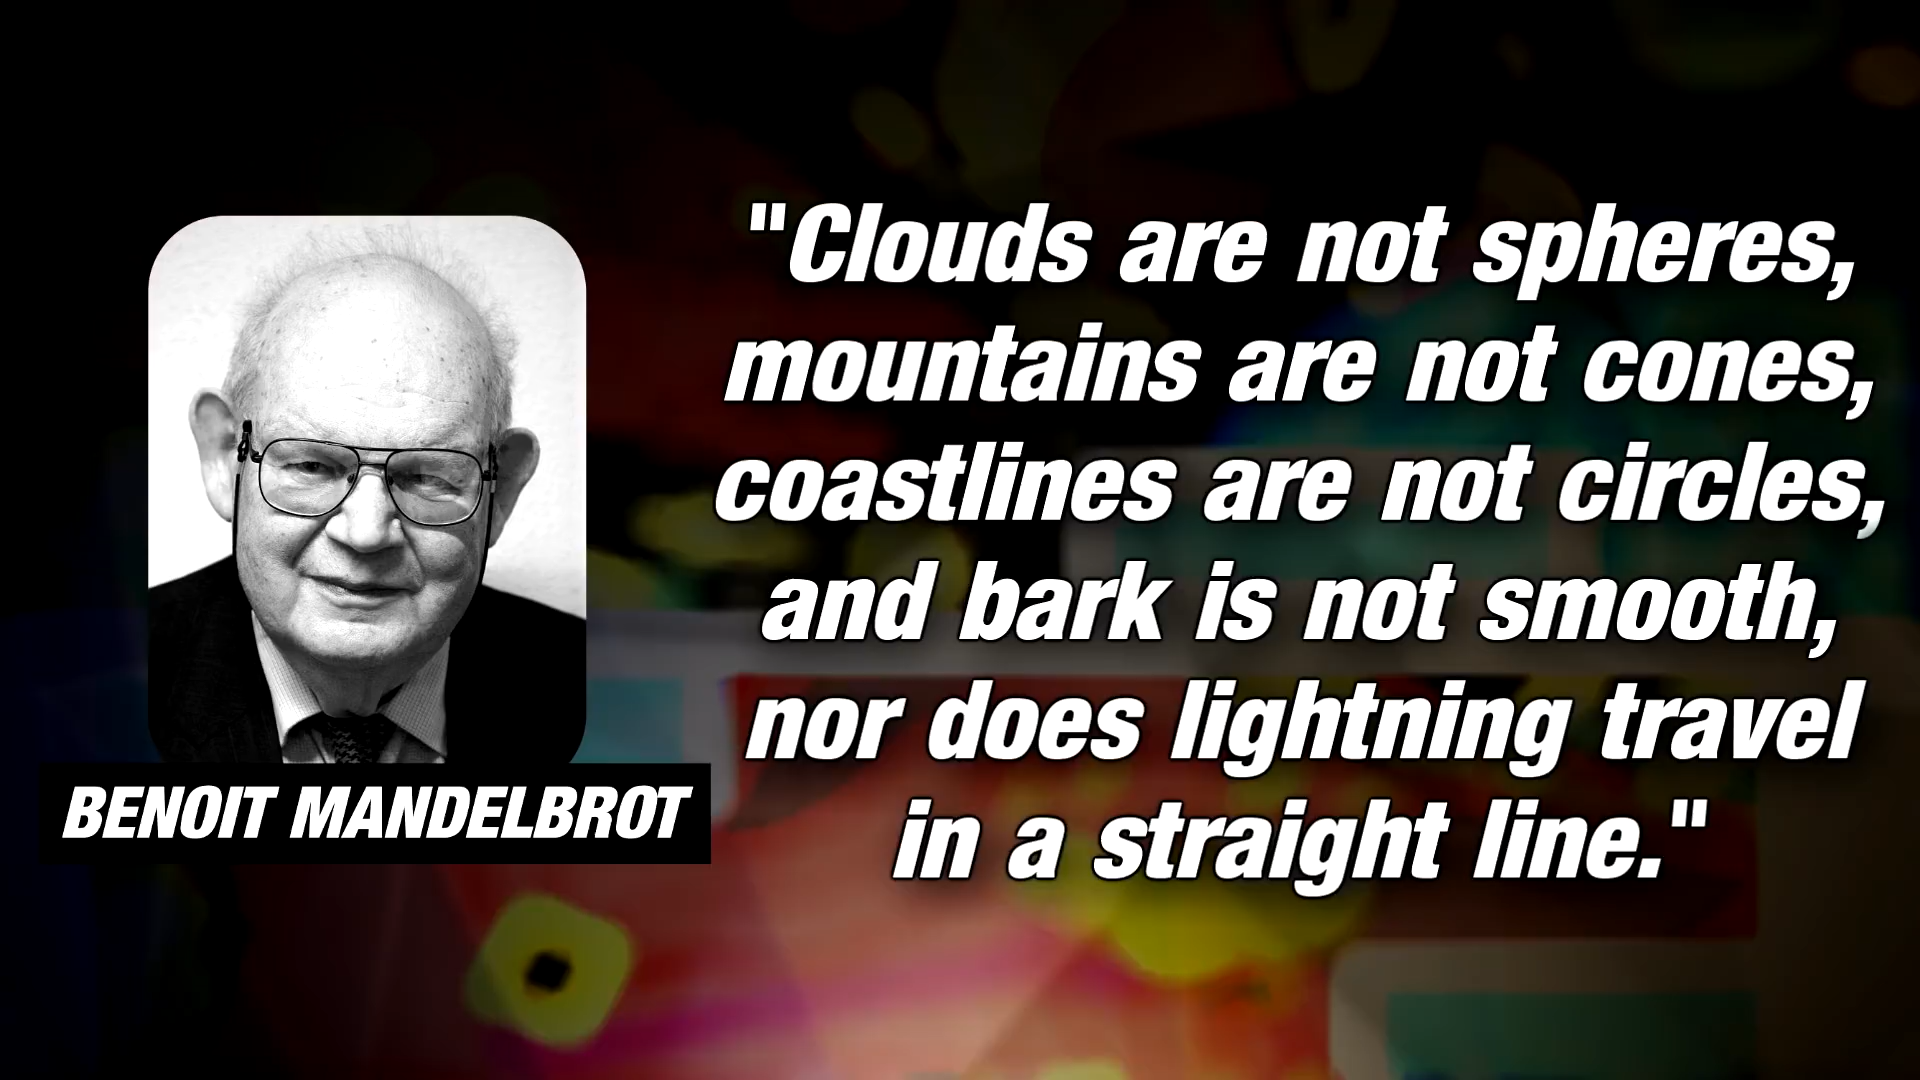 "Clouds are not spheres,
mountains are not cones,
coastlines are not circles,
and bark is not smooth,
nor does lightning travel
in a straight line."
BENOIT MANDELBROT